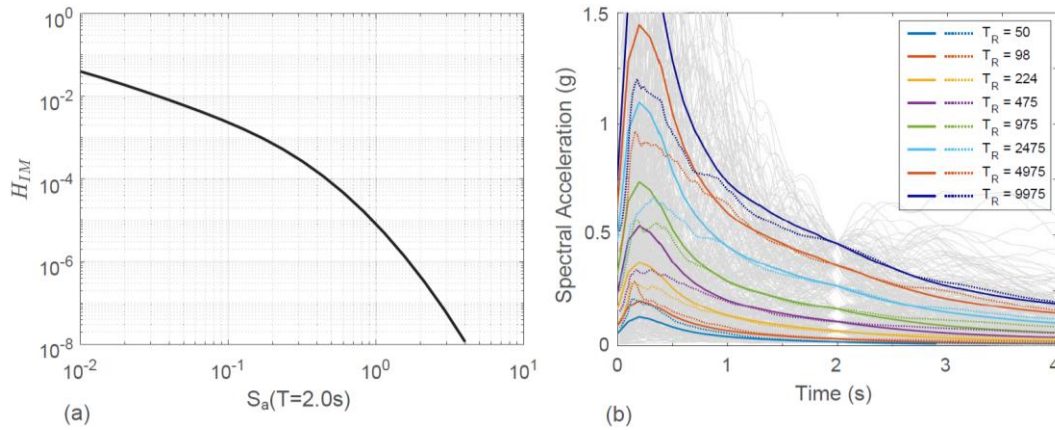 10^0
10^-2
10^-4
10^-6
10^-8
H_IM
10^-2
10^-1
10^0
10^1
S_a(T=2.0s)
(a)
1.5
1
0.5
0
Spectral Acceleration (g)
T_R = 50
T_R = 98
T_R = 224
T_R = 475
T_R = 975
T_R = 2475
T_R = 4975
T_R = 9975
0
1
2
3
4
Time (s)
(b)